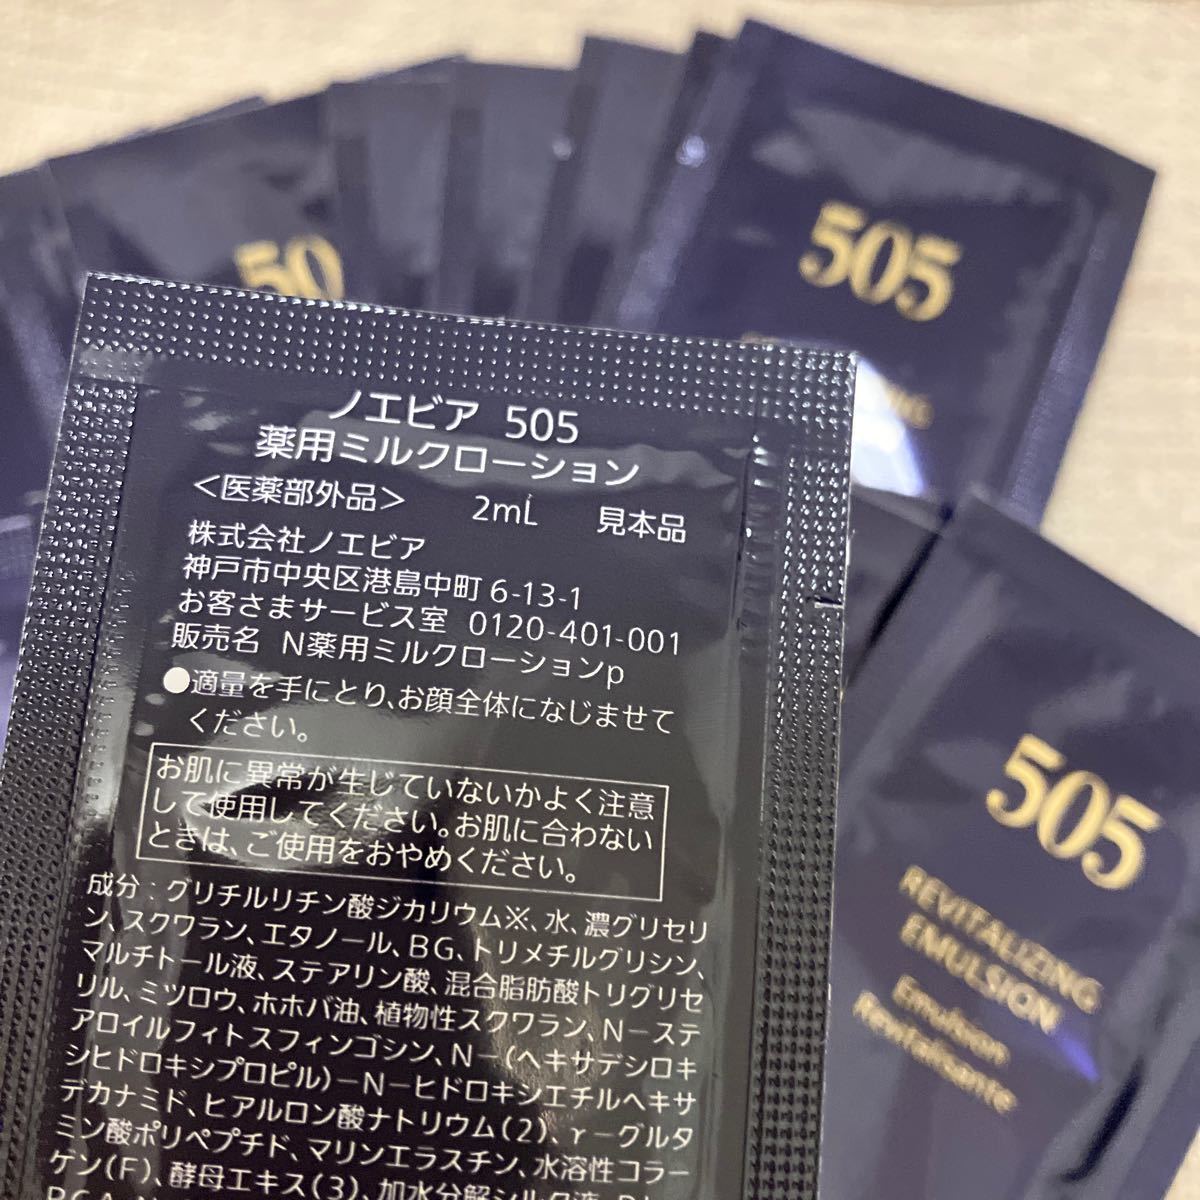 505
50
505
ノエビア 505
薬用ミルクローション
<医薬部外品> 2mL 見本品
株式会社ノエビア
神戸市中央区港島中町6-13-1
お客さまサービス室 0120-401-001
販売名 N薬用ミルクローションp
●適量を手にとり、お顔全体になじませて
ください。
お肌に異常が生じていないかよく注意
して使用してください。お肌に合わない
ときは、ご使用をおやめください。
成分：グリチルリチン酸ジカリウム※、水、濃グリセリ
ン、スクワラン、エタノール、BG、トリメチルグリシン、
マルチトール液、ステアリン酸、混合脂肪酸トリグリセ
リル、ミツロウ、ホホバ油、植物性スクワラン、N－ステ
アロイルフィトスフィンゴシン、N－(ヘキサデシロキ
シヒドロキシプロピル)－N－ヒドロキシエチルヘキサ
デカナミド、ヒアルロン酸ナトリウム(2)、γ－グルタ
ミン酸ポリペプチド、マリンエラスチン、水溶性コラー
ゲン(F)、酵母エキス(3)、加水分解シルク液、
REVITALIZING
EMULSION
Emulsion
Revitalisante